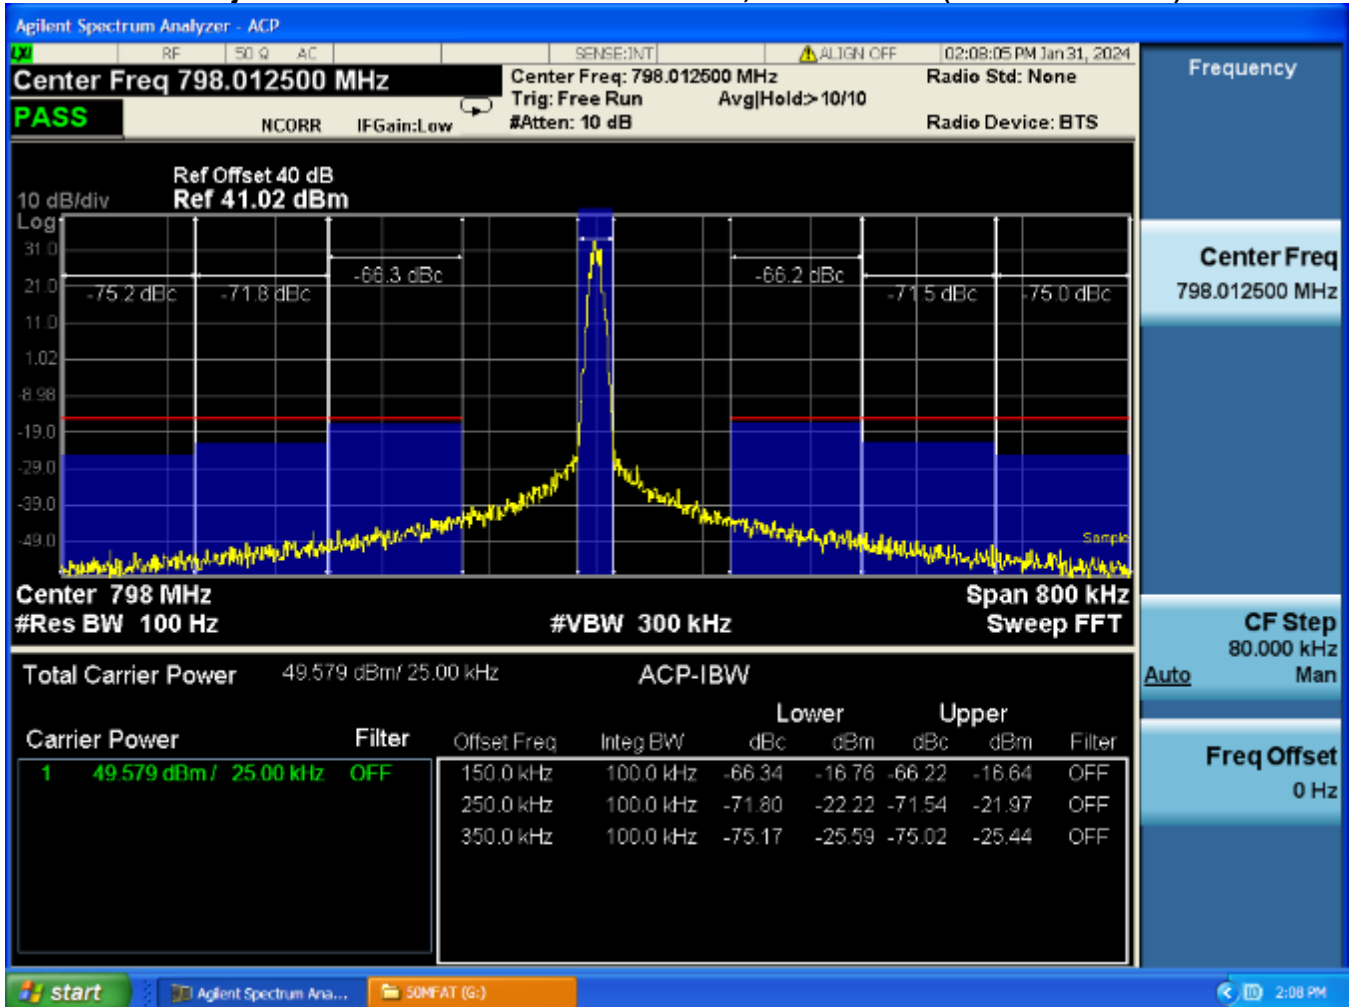 Agilent Spectrum Analyzer - ACP
LXI RF 50 Ω AC SENSE:INT ALIGN OFF 02:08:05 PM Jan 31, 2024
Center Freq 798.012500 MHz
Center Freq: 798.012500 MHz
Radio Std: None
Trig: Free Run Avg|Hold:>10/10
PASS
NCORR IFGain:Low
#Atten: 10 dB
Radio Device: BTS
Ref Offset 40 dB
10 dB/div Ref 41.02 dBm
Log
31.0
21.0
11.0
1.02
-8.98
-19.0
-29.0
-39.0
-49.0
-75.2 dBc -71.8 dBc -66.3 dBc -66.2 dBc -71.5 dBc -75.0 dBc
Sample
Center 798 MHz Span 800 kHz
#Res BW 100 Hz #VBW 300 kHz Sweep FFT
Total Carrier Power 49.579 dBm/ 25.00 kHz ACP-IBW
Lower Upper
Carrier Power Filter Offset Freq Integ BW dBc dBm dBc dBm Filter
1 49.579 dBm / 25.00 kHz OFF 150.0 kHz 100.0 kHz -66.34 -16.76 -66.22 -16.64 OFF
250.0 kHz 100.0 kHz -71.80 -22.22 -71.54 -21.97 OFF
350.0 kHz 100.0 kHz -75.17 -25.59 -75.02 -25.44 OFF
Frequency
Center Freq
798.012500 MHz
CF Step
80.000 kHz
Auto Man
Freq Offset
0 Hz
start Agilent Spectrum Ana... 50MFAT (G:) 2:08 PM